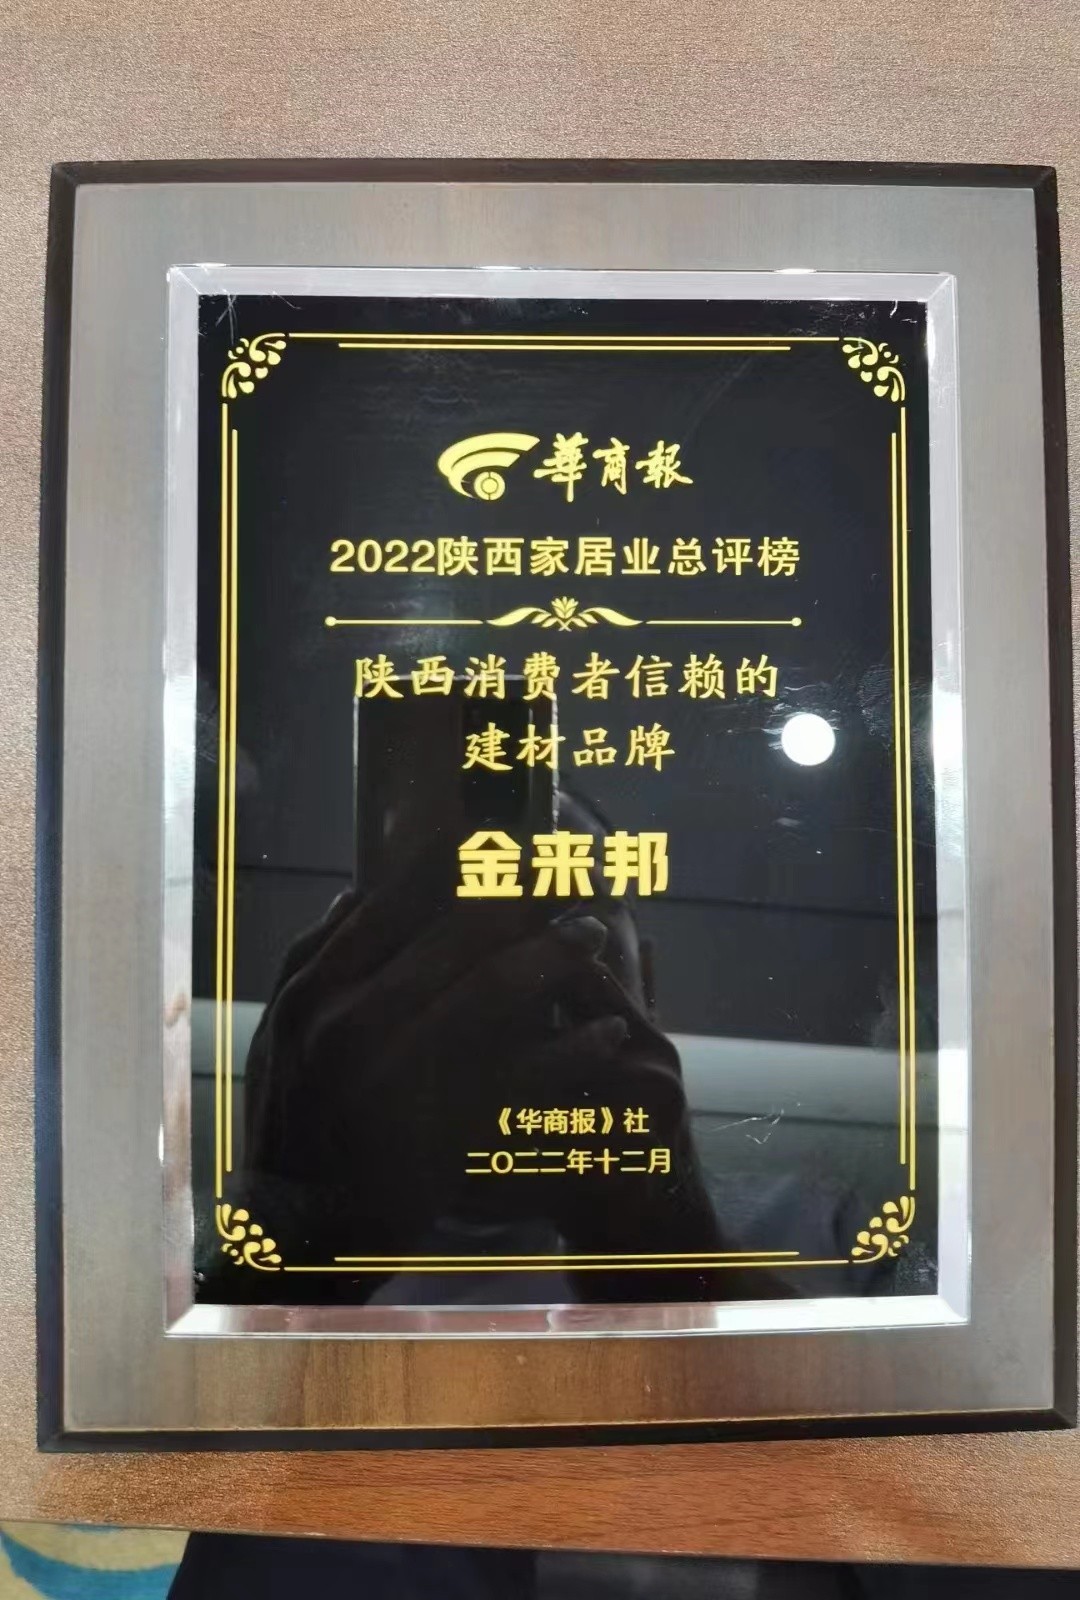 華商報
2022陕西家居业总评榜
陕西消费者信赖的
建材品牌
金来邦
《华商报》社
二〇二二年十二月